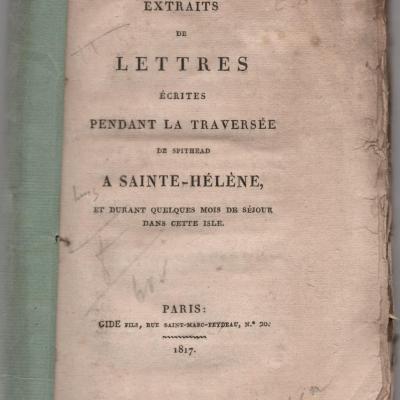 EXTRAITS
DE
LETTRES
ÉCRITES
PENDANT LA TRAVERSÉE
DE SPITHEAD
A SAINTE-HÉLÈNE,
ET DURANT QUELQUES MOIS DE SÉJOUR
DANS CETTE ISLE.
PARIS:
GIDE FILS, RUE SAINT-MARC-FEYDEAU, N.° 20.
1817.